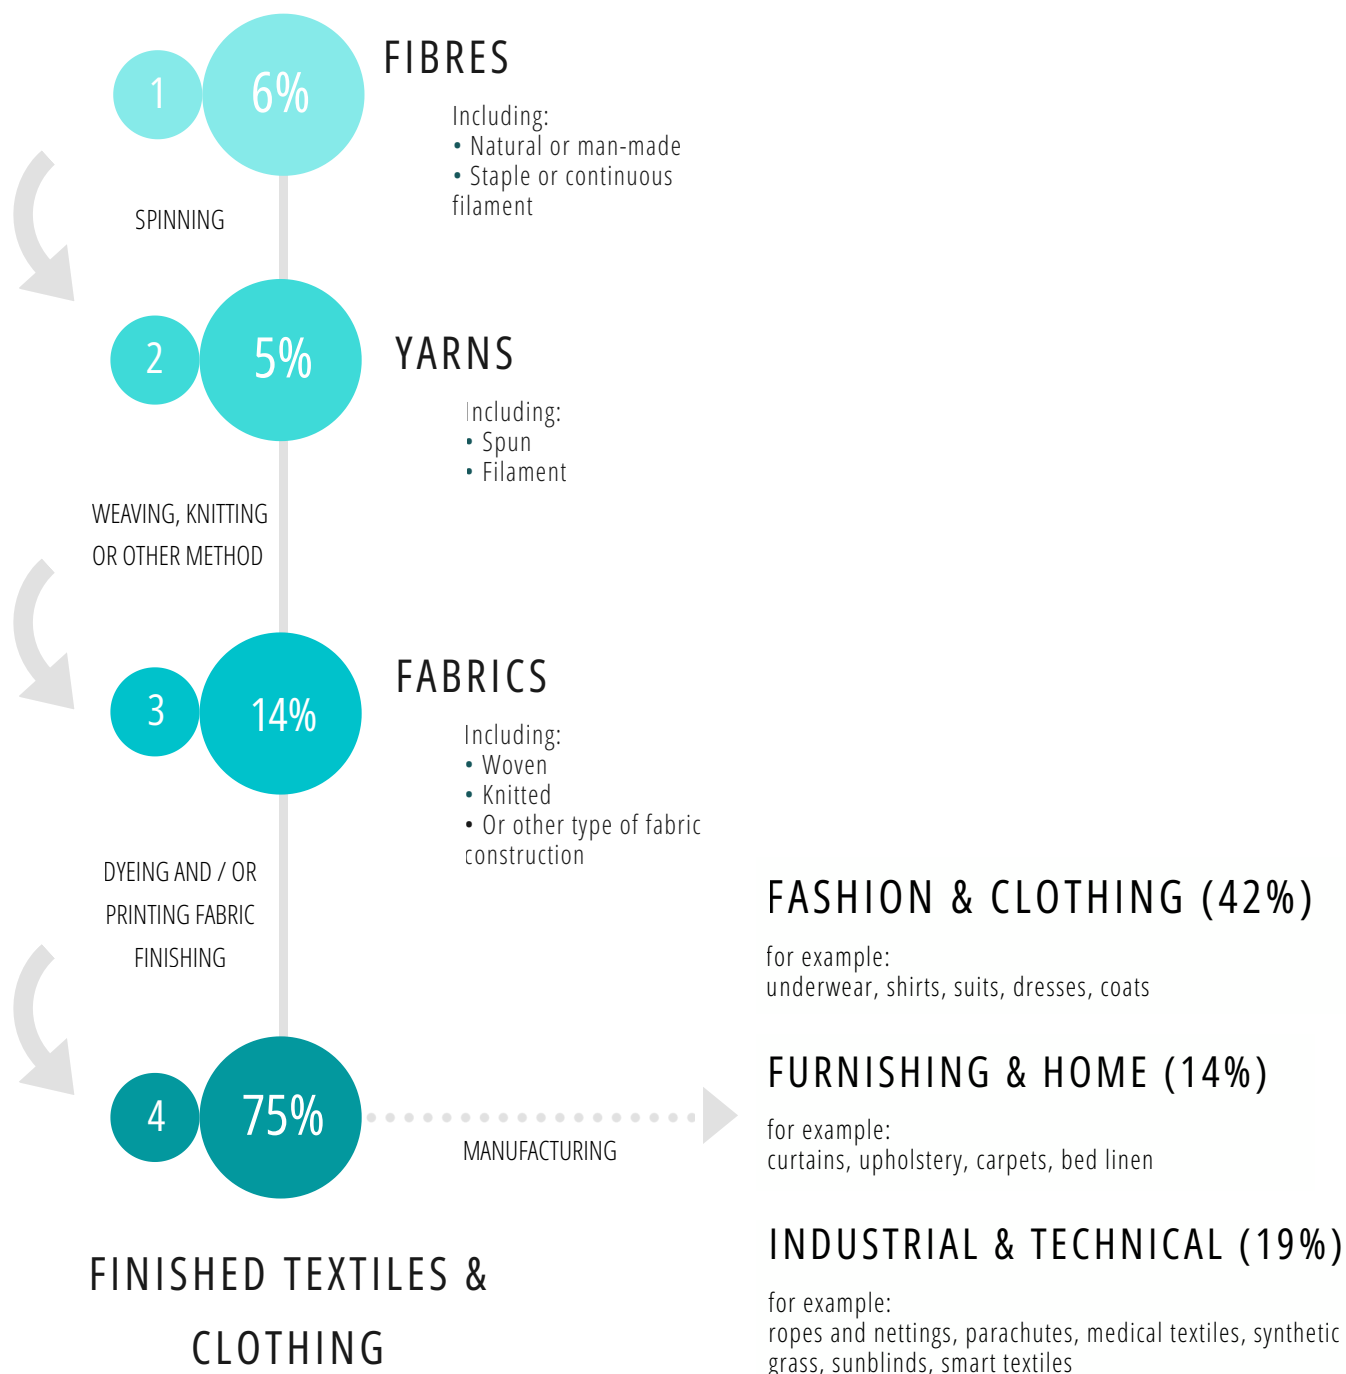 1
6%
FIBRES
Including:
• Natural or man-made
• Staple or continuous
filament
SPINNING
2
5%
YARNS
Including:
• Spun
• Filament
WEAVING, KNITTING
OR OTHER METHOD
3
14%
FABRICS
Including:
• Woven
• Knitted
• Or other type of fabric
construction
DYEING AND / OR
PRINTING FABRIC
FINISHING
4
75%
MANUFACTURING
FINISHED TEXTILES &
CLOTHING
FASHION & CLOTHING (42%)
for example:
underwear, shirts, suits, dresses, coats
FURNISHING & HOME (14%)
for example:
curtains, upholstery, carpets, bed linen
INDUSTRIAL & TECHNICAL (19%)
for example:
ropes and nettings, parachutes, medical textiles, synthetic
grass, sunblinds, smart textiles